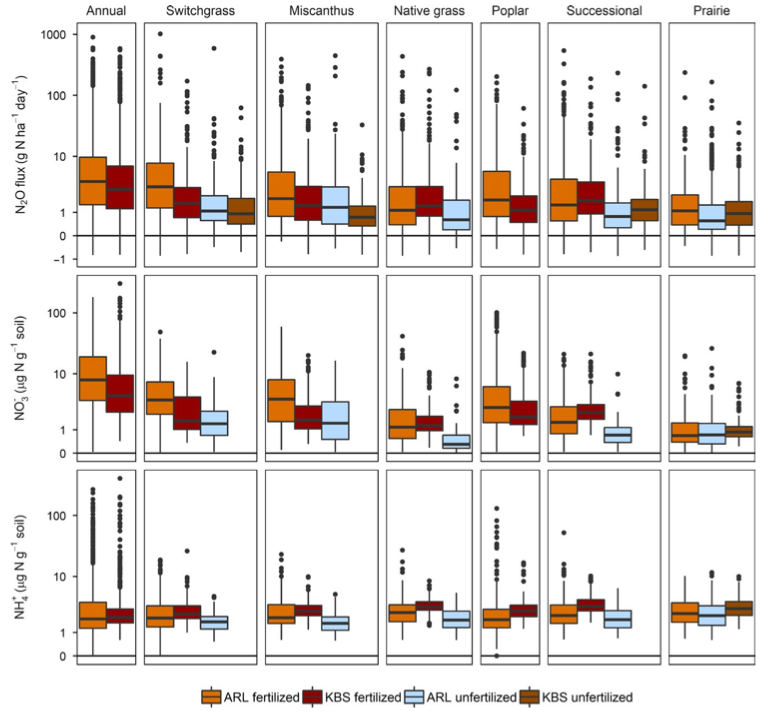 Annual Switchgrass Miscanthus Native grass Poplar Successional Prairie
N₂O flux (g N ha⁻¹ day⁻¹)
1000
100
10
1
0
−1
NO₃⁻ (µg N g⁻¹ soil)
100
10
1
0
NH₄⁺ (µg N g⁻¹ soil)
100
10
1
0
ARL fertilized KBS fertilized ARL unfertilized KBS unfertilized